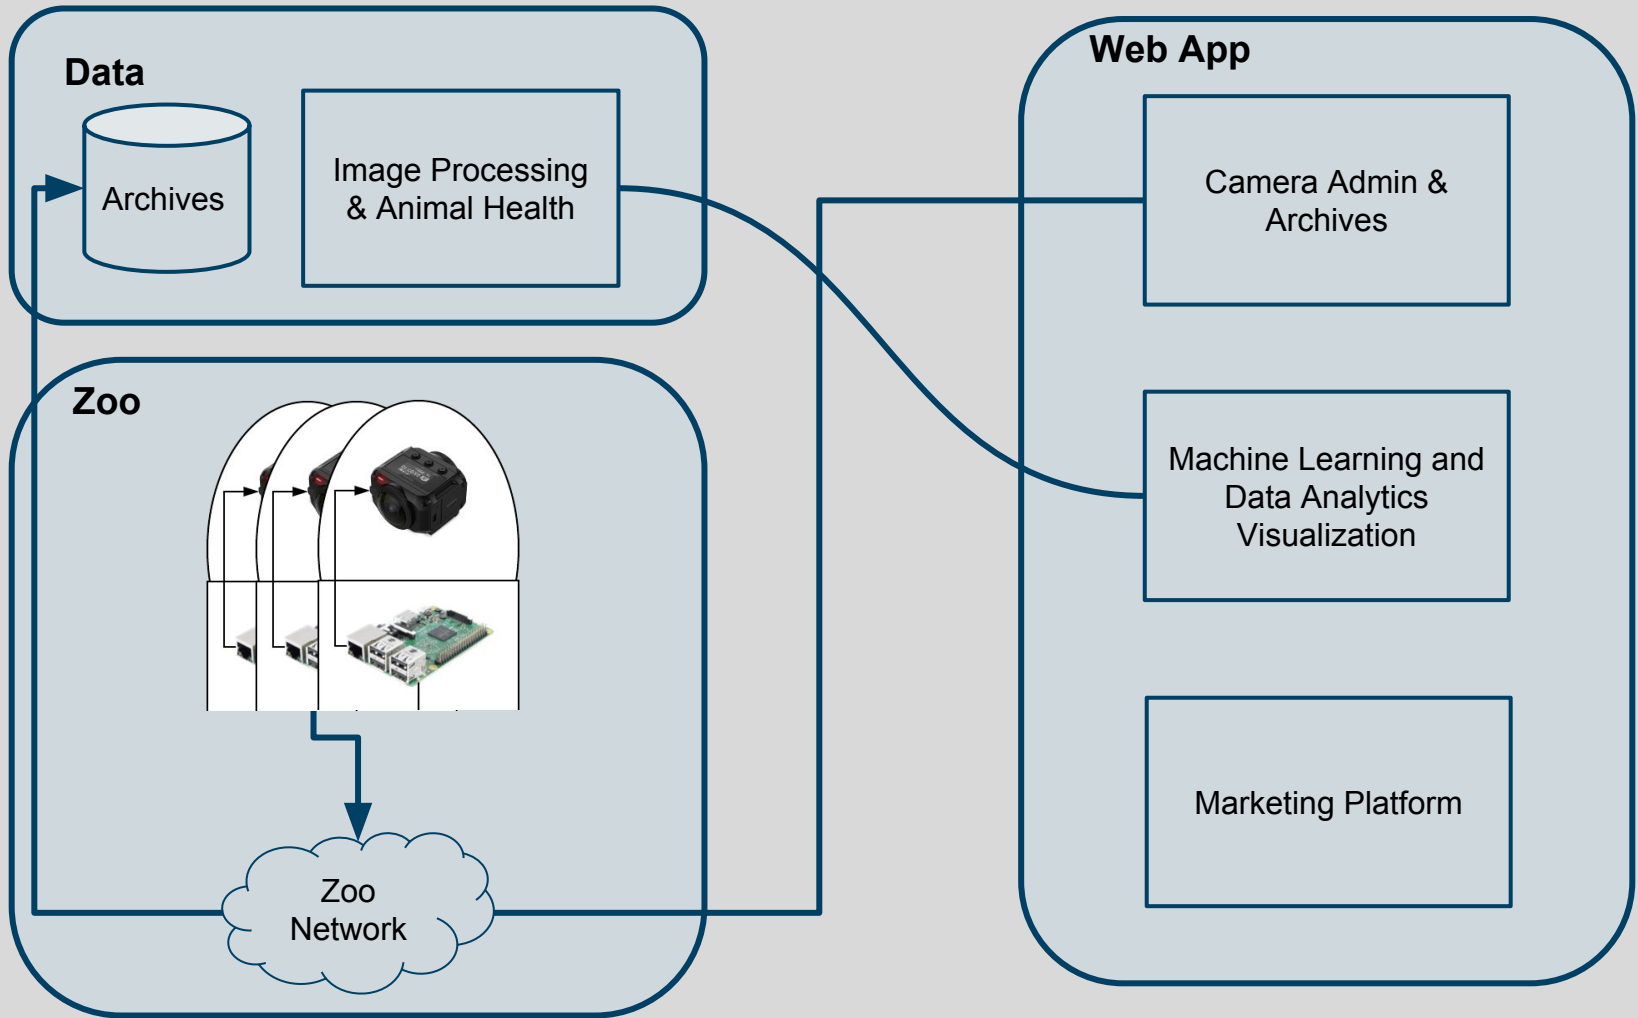 Data
Archives
Image Processing
& Animal Health
Zoo
Zoo
Network
Web App
Camera Admin &
Archives
Machine Learning and
Data Analytics
Visualization
Marketing Platform